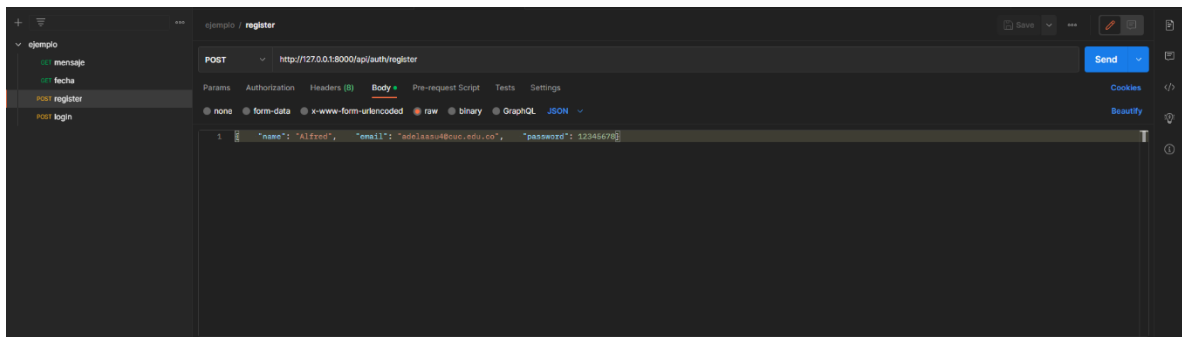 ejemplo / register
Save
ejemplo
GET mensaje
GET fecha
POST register
POST login
POST http://127.0.0.1:8000/api/auth/register
Send
Params Authorization Headers (8) Body Pre-request Script Tests Settings
Cookies
none form-data x-www-form-urlencoded raw binary GraphQL JSON
Beautify
1 { "name": "Alfred", "email": "adelaasu4@cuc.edu.co", "password": 12345678}